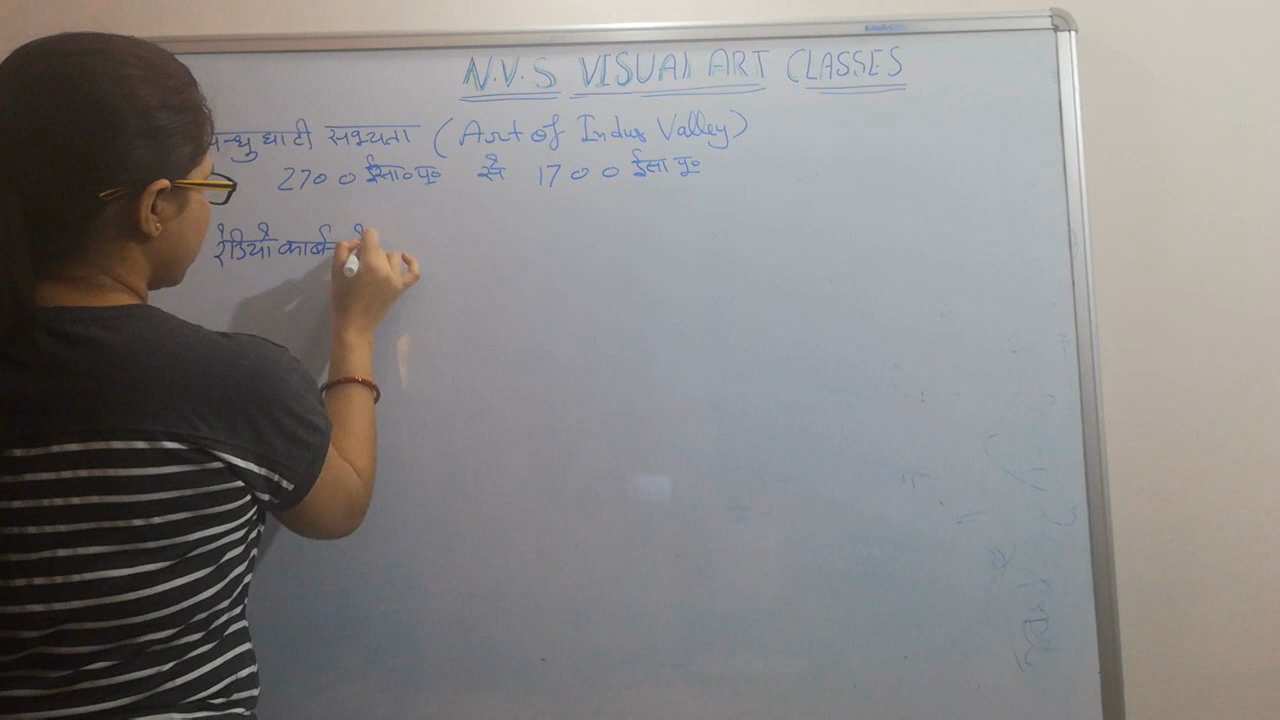 N.V.S VISUAL ART CLASSES
न्धु घाटी सभ्यता (Art of Indus Valley)
2700 ईसा०पू० से 1700 ईसा पू०
रेडियो कार्बन